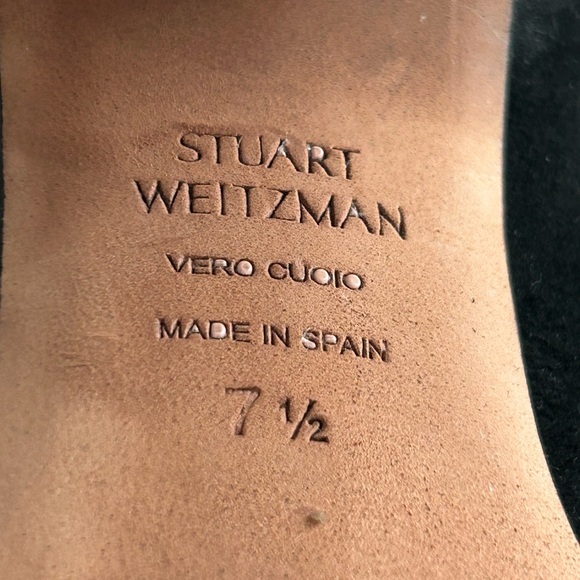 STUART
WEITZMAN
VERO CUOIO
MADE IN SPAIN
7 ½